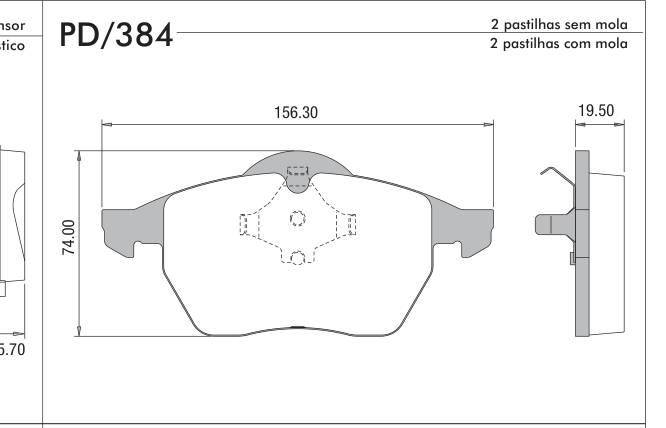 PD/384
2 pastilhas sem mola
2 pastilhas com mola
156.30
19.50
74.00